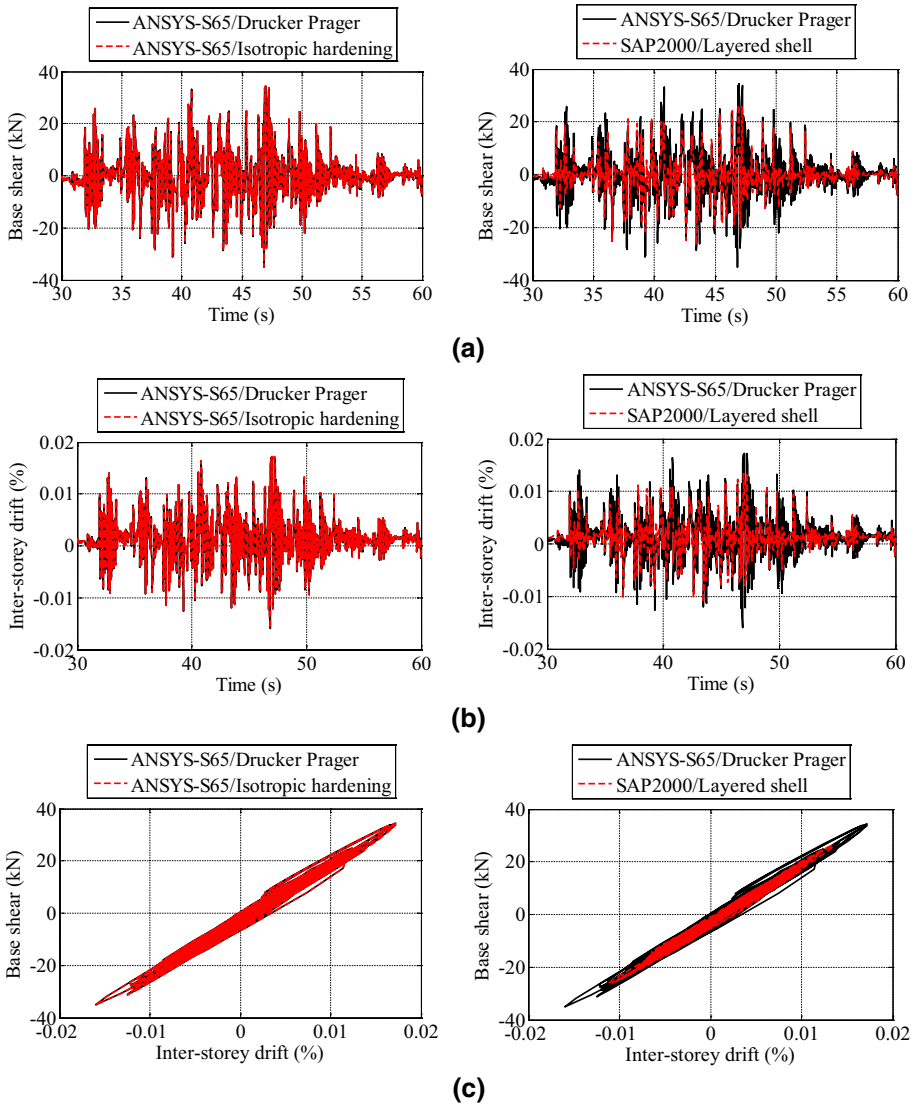 ANSYS-S65/Drucker Prager
ANSYS-S65/Isotropic hardening
40
20
0
-20
-40
Base shear (kN)
30 35 40 45 50 55 60
Time (s)
ANSYS-S65/Drucker Prager
SAP2000/Layered shell
40
20
0
-20
-40
Base shear (kN)
30 35 40 45 50 55 60
Time (s)
(a)
ANSYS-S65/Drucker Prager
ANSYS-S65/Isotropic hardening
0.02
0.01
0
-0.01
-0.02
Inter-storey drift (%)
30 40 50 60
Time (s)
ANSYS-S65/Drucker Prager
SAP2000/Layered shell
0.02
0.01
0
-0.01
-0.02
Inter-storey drift (%)
30 40 50 60
Time (s)
(b)
ANSYS-S65/Drucker Prager
ANSYS-S65/Isotropic hardening
40
20
0
-20
-40
Base shear (kN)
-0.02 -0.01 0 0.01 0.02
Inter-storey drift (%)
ANSYS-S65/Drucker Prager
SAP2000/Layered shell
40
20
0
-20
-40
Base shear (kN)
-0.02 -0.01 0 0.01 0.02
Inter-storey drift (%)
(c)